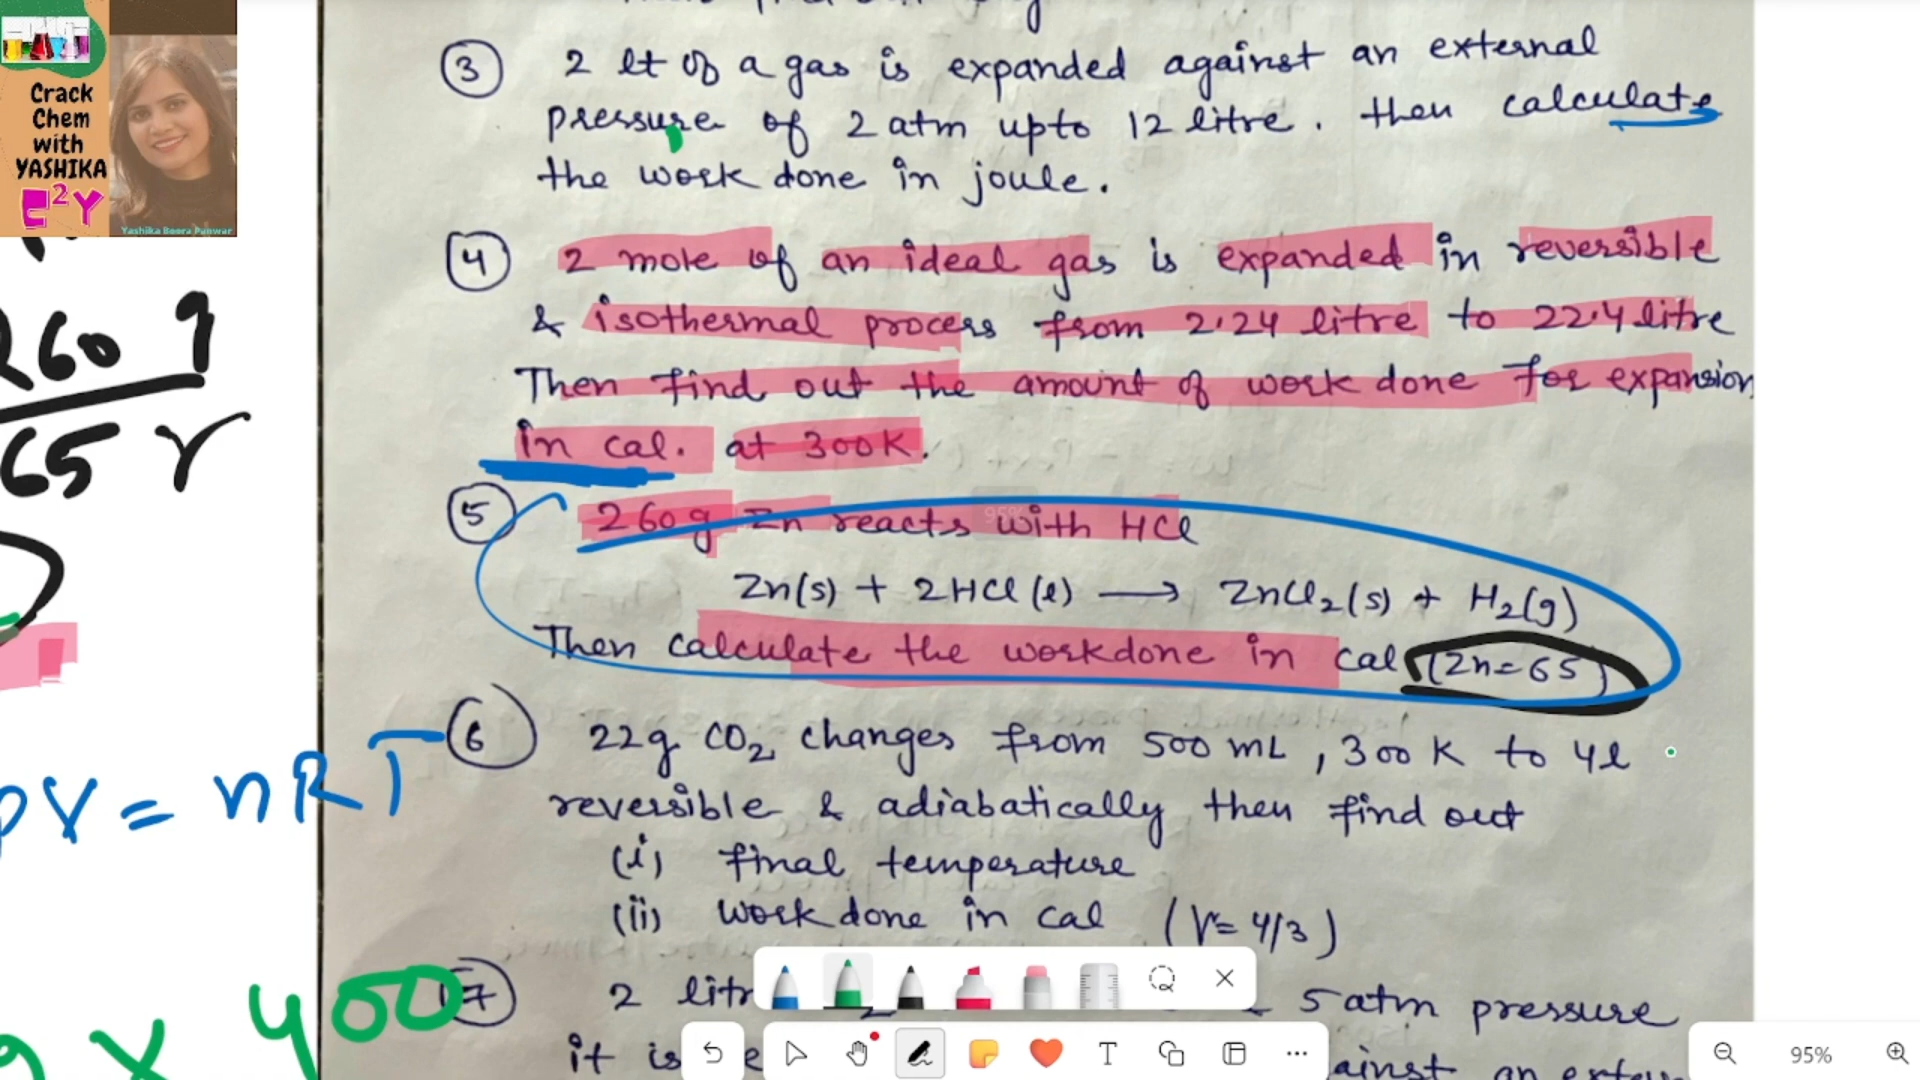 Crack
Chem
with
YASHIKA
E²Y
Yashika Boora Punwar
③ 2 lt of a gas is expanded against an external
pressure of 2 atm upto 12 litre. then calculate
the work done in joule.
④ 2 mole of an ideal gas is expanded in reversible
& isothermal process from 2.24 litre to 22.4 litre
Then find out the amount of work done for expansion
in cal. at 300K.
⑤ 260g Zn reacts with HCl
Zn(s) + 2HCl(l) → ZnCl₂(s) + H₂(g)
Then calculate the workdone in cal (Zn=65)
⑥ 22g CO₂ changes from 500 mL, 300 K to 4l
reversible & adiabatically then find out
(i) final temperature
(ii) work done in cal (γ= 4/3)
⑦ 2 litr 5 atm pressure
it is
260 g
65
PV = nRT
x 400
95%